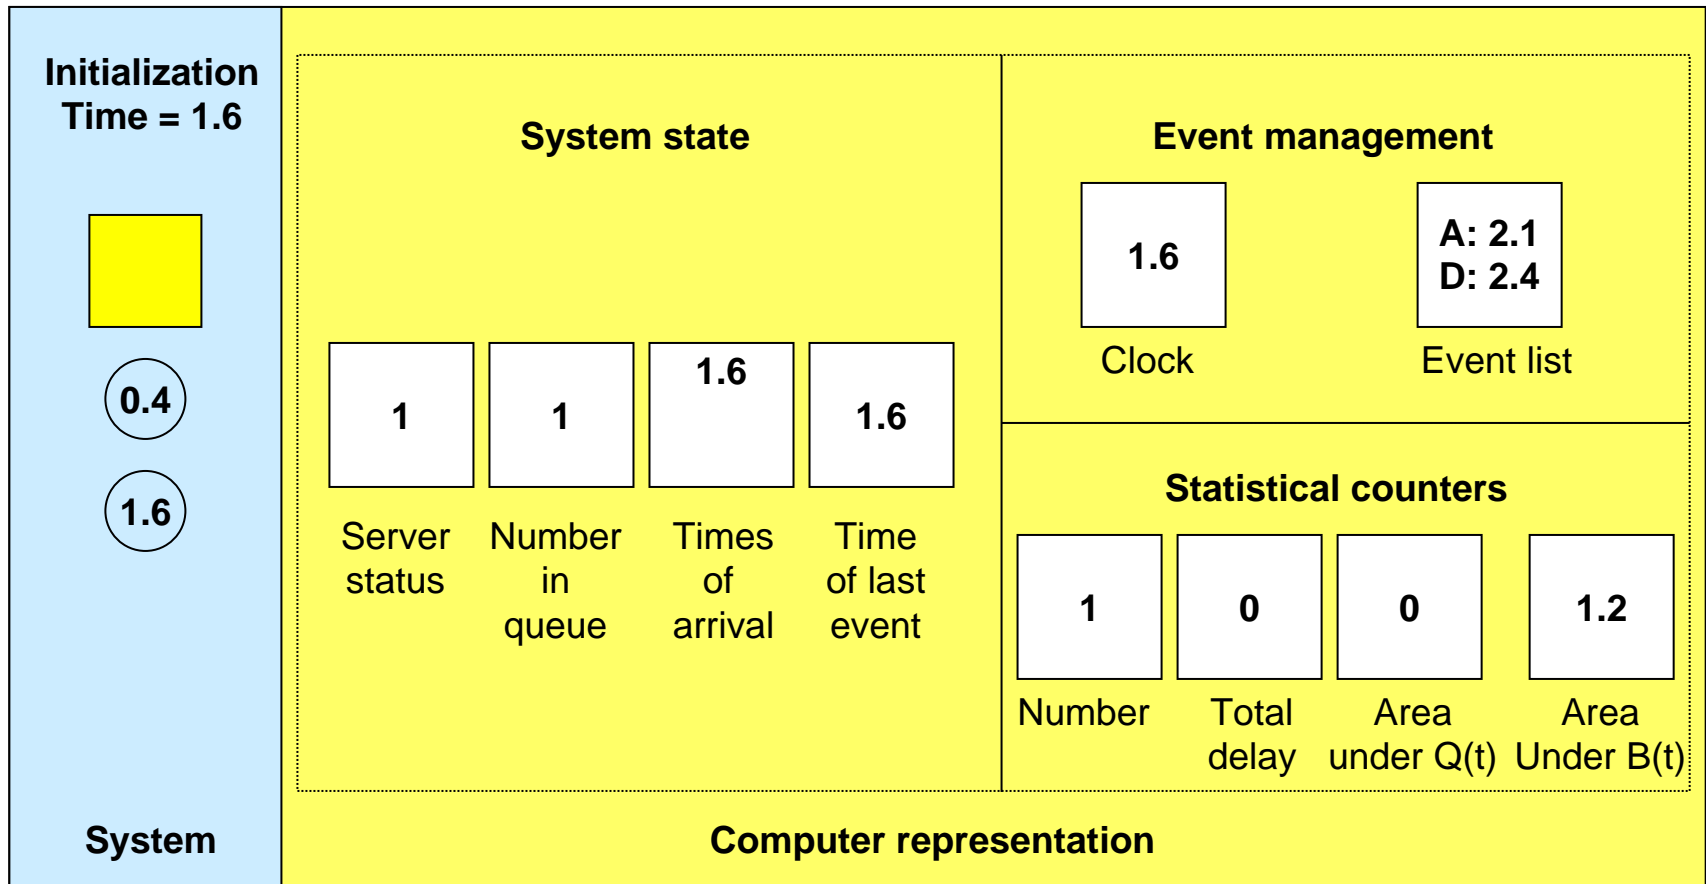 Initialization
Time = 1.6
0.4
1.6
System
System state
1
1
1.6
1.6
Server
status
Number
in
queue
Times
of
arrival
Time
of last
event
Event management
1.6
Clock
A: 2.1
D: 2.4
Event list
Statistical counters
1
0
0
1.2
Number
Total
delay
Area
under Q(t)
Area
Under B(t)
Computer representation